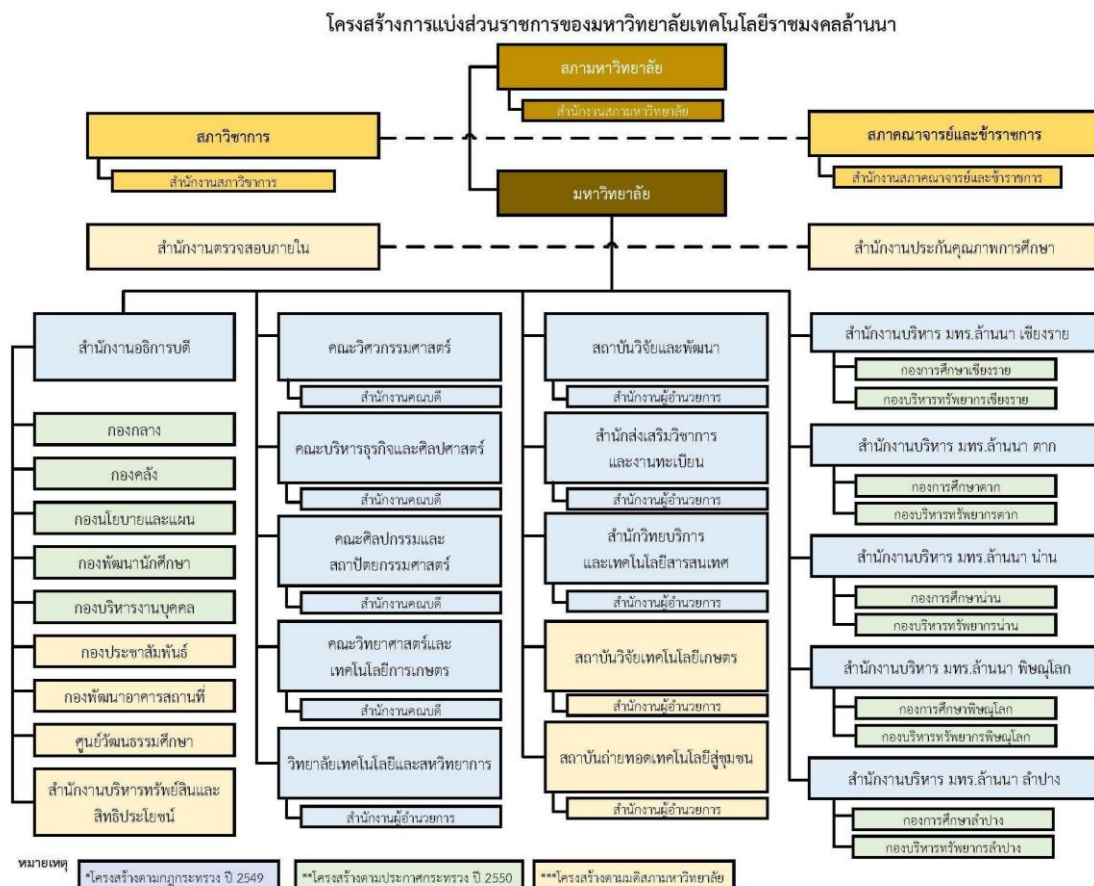 โครงสร้างการแบ่งส่วนราชการของมหาวิทยาลัยเทคโนโลยีราชมงคลล้านนา
สภามหาวิทยาลัย
สำนักงานสภามหาวิทยาลัย
สภาวิชาการ
สำนักงานสภาวิชาการ
สภาคณาจารย์และข้าราชการ
สำนักงานสภาคณาจารย์และข้าราชการ
มหาวิทยาลัย
สำนักงานตรวจสอบภายใน
สำนักงานประกันคุณภาพการศึกษา
สำนักงานอธิการบดี
กองกลาง
กองคลัง
กองนโยบายและแผน
กองพัฒนานักศึกษา
กองบริหารงานบุคคล
กองประชาสัมพันธ์
กองพัฒนาอาคารสถานที่
ศูนย์วัฒนธรรมศึกษา
สำนักงานบริหารทรัพย์สินและ
สิทธิประโยชน์
คณะวิศวกรรมศาสตร์
สำนักงานคณบดี
คณะบริหารธุรกิจและศิลปศาสตร์
สำนักงานคณบดี
คณะศิลปกรรมและ
สถาปัตยกรรมศาสตร์
สำนักงานคณบดี
คณะวิทยาศาสตร์และ
เทคโนโลยีการเกษตร
สำนักงานคณบดี
วิทยาลัยเทคโนโลยีและสหวิทยาการ
สำนักงานผู้อำนวยการ
สถาบันวิจัยและพัฒนา
สำนักงานผู้อำนวยการ
สำนักส่งเสริมวิชาการ
และงานทะเบียน
สำนักงานผู้อำนวยการ
สำนักวิทยบริการ
และเทคโนโลยีสารสนเทศ
สำนักงานผู้อำนวยการ
สถาบันวิจัยเทคโนโลยีเกษตร
สำนักงานผู้อำนวยการ
สถาบันถ่ายทอดเทคโนโลยีสู่ชุมชน
สำนักงานผู้อำนวยการ
สำนักงานบริหาร มทร.ล้านนา เชียงราย
กองการศึกษาเชียงราย
กองบริหารทรัพยากรเชียงราย
สำนักงานบริหาร มทร.ล้านนา ตาก
กองการศึกษาตาก
กองบริหารทรัพยากรตาก
สำนักงานบริหาร มทร.ล้านนา น่าน
กองการศึกษาน่าน
กองบริหารทรัพยากรน่าน
สำนักงานบริหาร มทร.ล้านนา พิษณุโลก
กองการศึกษาพิษณุโลก
กองบริหารทรัพยากรพิษณุโลก
สำนักงานบริหาร มทร.ล้านนา ลำปาง
กองการศึกษาลำปาง
กองบริหารทรัพยากรลำปาง
หมายเหตุ
*โครงสร้างตามกฎกระทรวง ปี 2549
**โครงสร้างตามประกาศกระทรวง ปี 2550
***โครงสร้างตามมติสภามหาวิทยาลัย